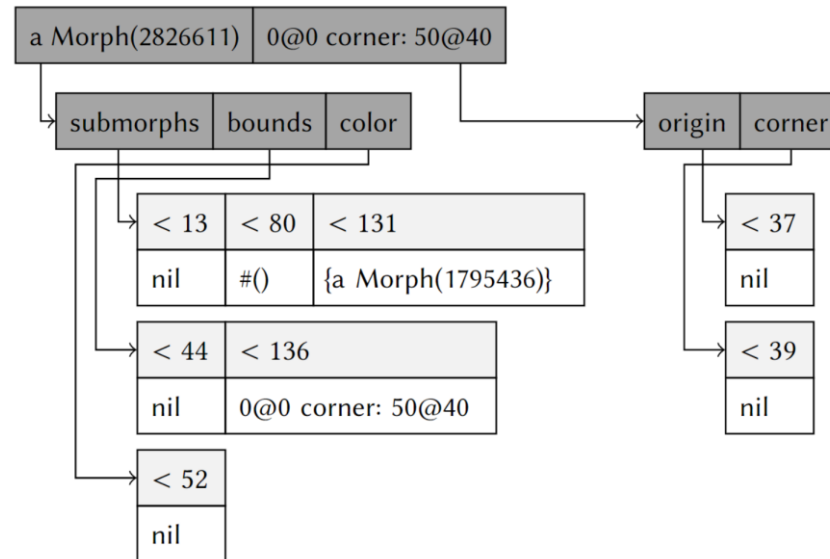 a Morph(2826611) 0@0 corner: 50@40
submorphs bounds color origin corner
< 13 < 80 < 131 < 37
nil #() {a Morph(1795436)} nil
< 44 < 136 < 39
nil 0@0 corner: 50@40 nil
< 52
nil